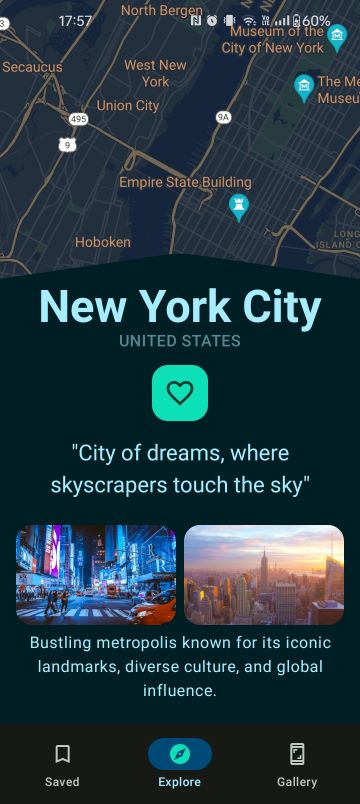 North Bergen
17:57
60%
Museum of the
City of New York
Secaucus
West New
York
The Me
Museu
Union City
495
9A
9
Empire State Building
LONG
ISLAND C
Hoboken
New York City
UNITED STATES
"City of dreams, where
skyscrapers touch the sky"
Bustling metropolis known for its iconic
landmarks, diverse culture, and global
influence.
Saved
Explore
Gallery